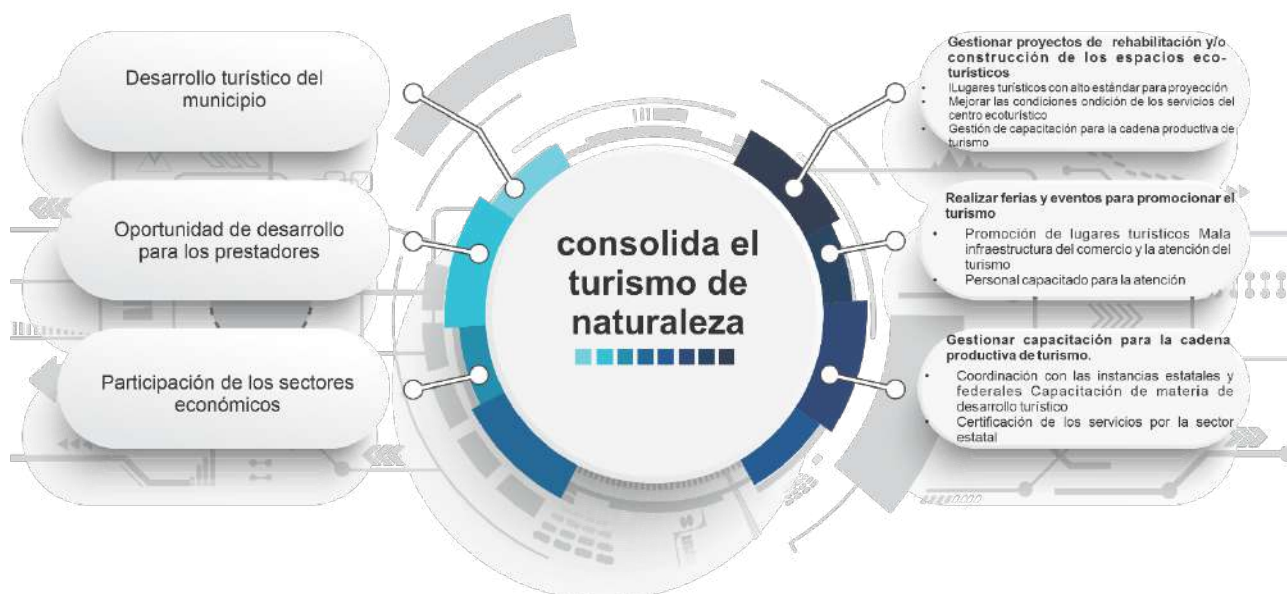 Desarrollo turístico del
municipio
Oportunidad de desarrollo
para los prestadores
Participación de los sectores
económicos
consolida el
turismo de
naturaleza
Gestionar proyectos de rehabilitación y/o
construcción de los espacios eco-
turísticos
• lLugares turísticos con alto estándar para proyección
• Mejorar las condiciones ondición de los servicios del
centro ecoturístico
• Gestión de capacitación para la cadena productiva de
turismo
Realizar ferias y eventos para promocionar el
turismo
• Promoción de lugares turísticos Mala
infraestructura del comercio y la atención del
turismo
• Personal capacitado para la atención
Gestionar capacitación para la cadena
productiva de turismo.
• Coordinación con las instancias estatales y
federales Capacitación de materia de
desarrollo turístico
• Certificación de los servicios por la sector
estatal